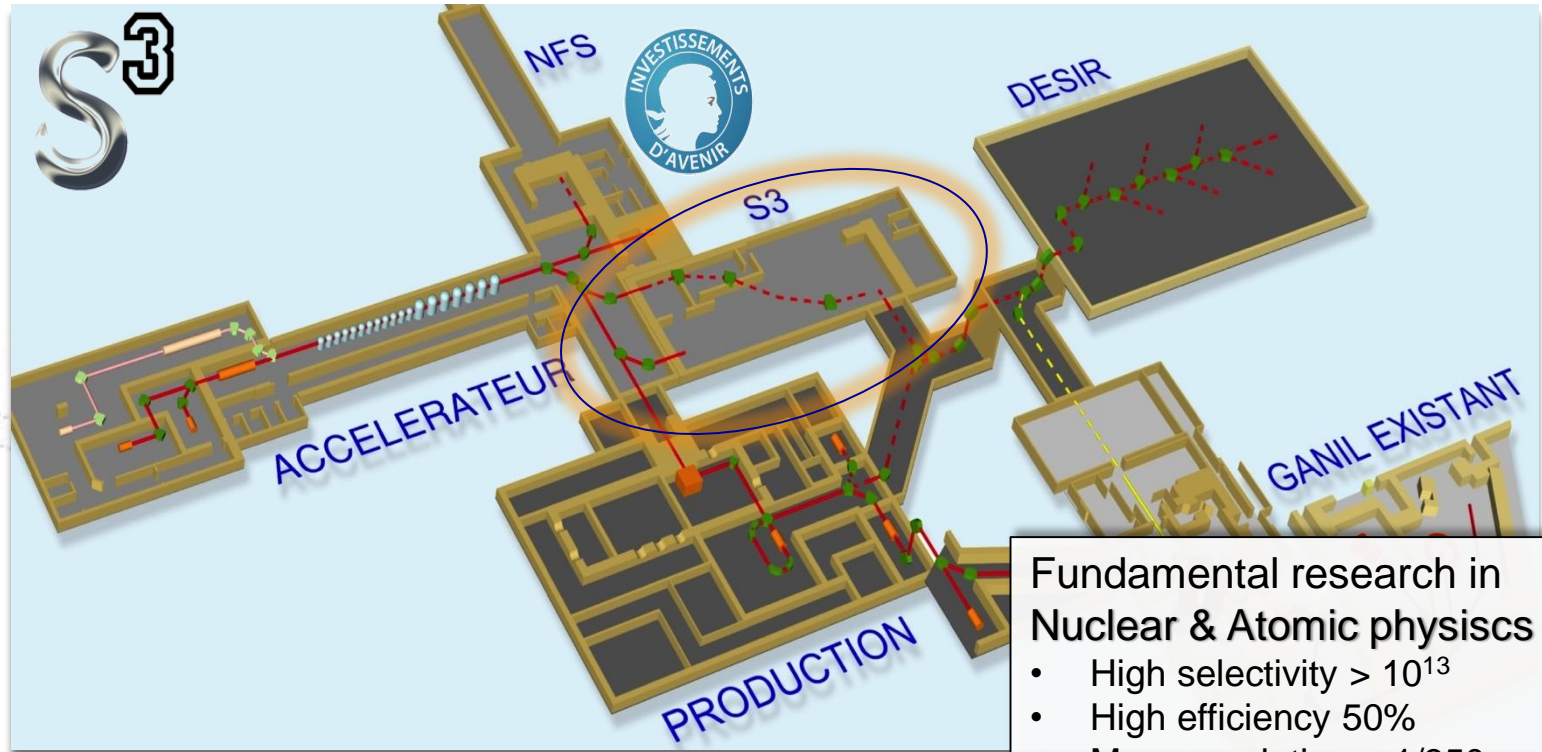 S3
NFS
INVESTISSEMENTS
D'AVENIR
DESIR
S3
ACCELERATEUR
GANIL EXISTANT
PRODUCTION
Fundamental research in
Nuclear & Atomic physiscs
• High selectivity > 10¹³
• High efficiency 50%